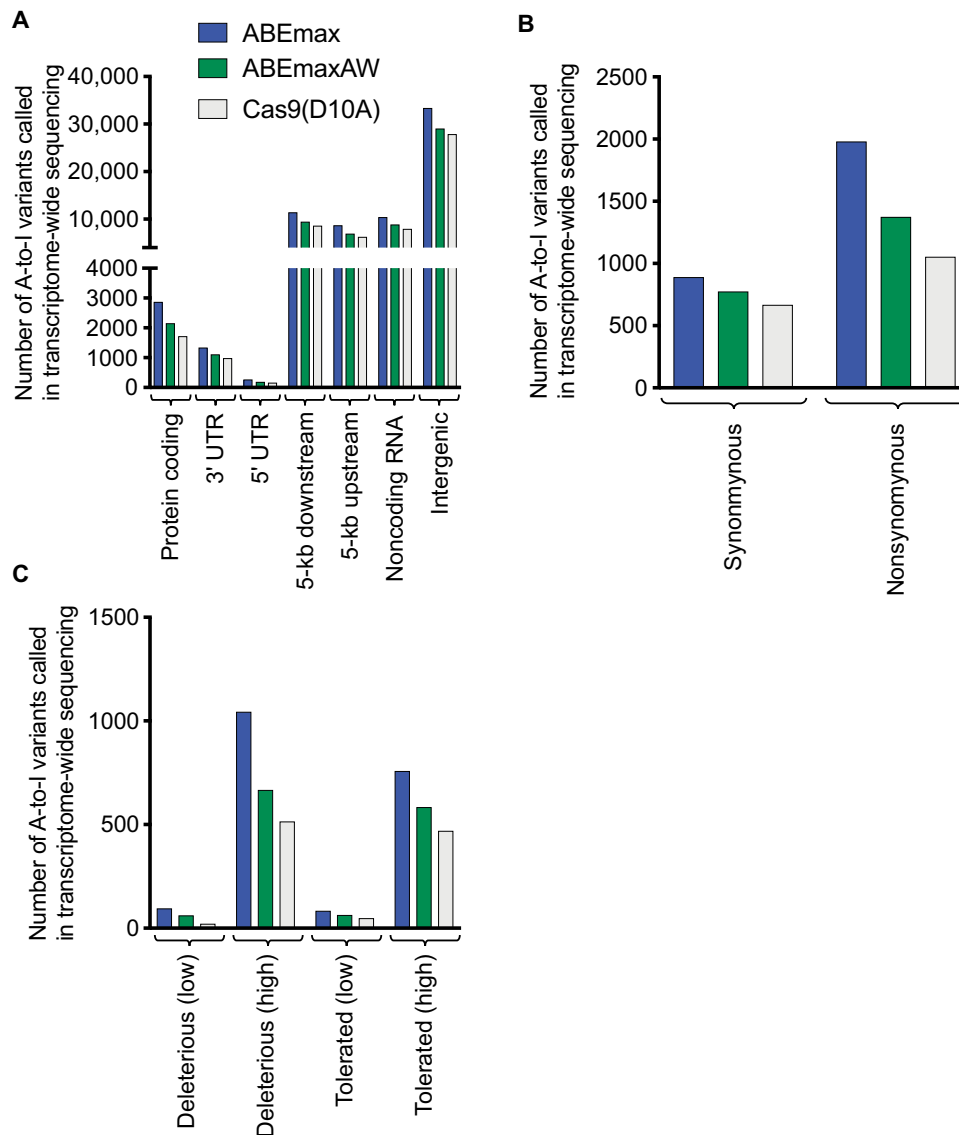 A
ABEmax
ABEmaxAW
Cas9(D10A)
Number of A-to-I variants called
in transcriptome-wide sequencing
40,000
30,000
20,000
10,000
4000
3000
2000
1000
0
Protein coding
3' UTR
5' UTR
5-kb downstream
5-kb upstream
Noncoding RNA
Intergenic
B
Number of A-to-I variants called
in transcriptome-wide sequencing
2500
2000
1500
1000
500
0
Synonmynous
Nonsynomynous
C
Number of A-to-I variants called
in transcriptome-wide sequencing
1500
1000
500
0
Deleterious (low)
Deleterious (high)
Tolerated (low)
Tolerated (high)